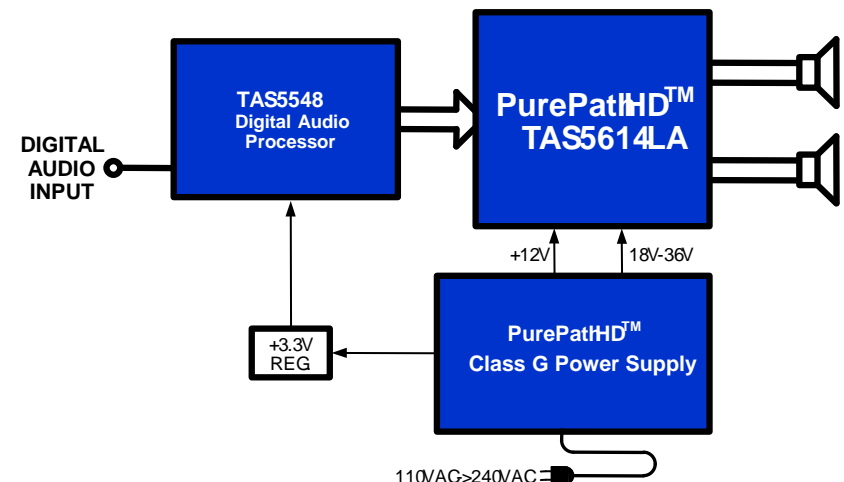 TAS5548
Digital Audio
Processor
PurePathHD™
TAS5614LA
DIGITAL
AUDIO
INPUT
+12V
18V-36V
+3.3V
REG
PurePathHD™
Class G Power Supply
110VAC->240VAC